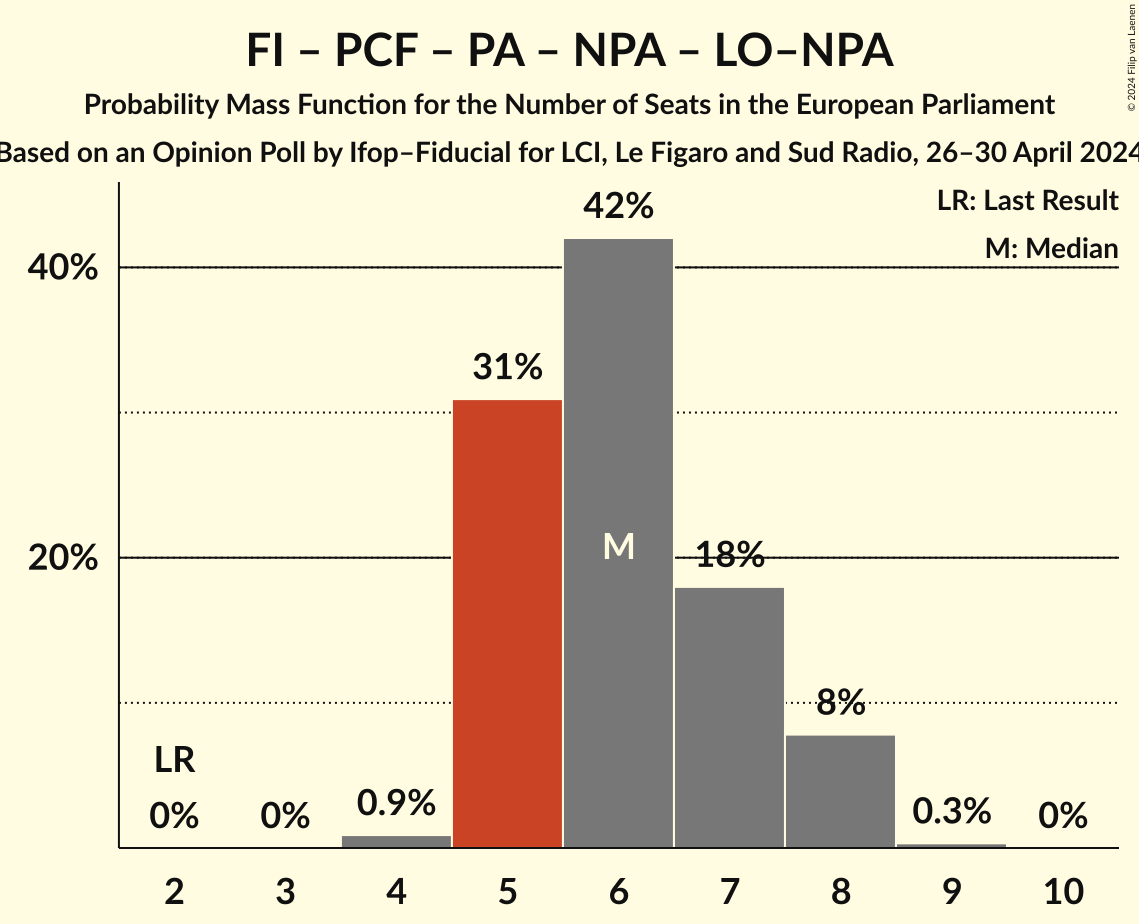 FI – PCF – PA – NPA – LO–NPA
Probability Mass Function for the Number of Seats in the European Parliament
Based on an Opinion Poll by Ifop–Fiducial for LCI, Le Figaro and Sud Radio, 26–30 April 2024
© 2024 Filip van Laenen
LR: Last Result
M: Median
42%
40%
31%
M
20%
18%
8%
LR
0%
0%
0.9%
0.3%
0%
2 3 4 5 6 7 8 9 10